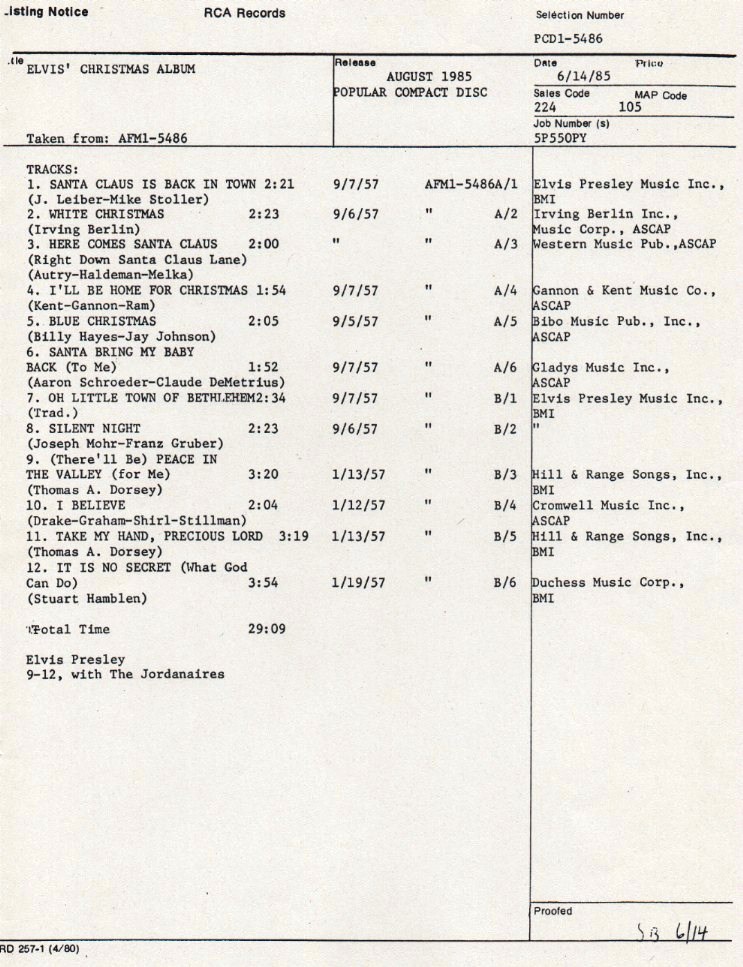 .isting Notice RCA Records Selection Number
PCD1-5486
.tle ELVIS' CHRISTMAS ALBUM Release Date Price
AUGUST 1985 6/14/85
POPULAR COMPACT DISC Sales Code MAP Code
224 105
Job Number (s)
Taken from: AFM1-5486 5P550PY
TRACKS:
1. SANTA CLAUS IS BACK IN TOWN 2:21 9/7/57 AFM1-5486A/1 Elvis Presley Music Inc.,
(J. Leiber-Mike Stoller) BMI
2. WHITE CHRISTMAS 2:23 9/6/57 " A/2 Irving Berlin Inc.,
(Irving Berlin) Music Corp., ASCAP
3. HERE COMES SANTA CLAUS 2:00 " " A/3 Western Music Pub.,ASCAP
(Right Down Santa Claus Lane)
(Autry-Haldeman-Melka)
4. I'LL BE HOME FOR CHRISTMAS 1:54 9/7/57 " A/4 Gannon & Kent Music Co.,
(Kent-Gannon-Ram) ASCAP
5. BLUE CHRISTMAS 2:05 9/5/57 " A/5 Bibo Music Pub., Inc.,
(Billy Hayes-Jay Johnson) ASCAP
6. SANTA BRING MY BABY
BACK (To Me) 1:52 9/7/57 " A/6 Gladys Music Inc.,
(Aaron Schroeder-Claude DeMetrius) ASCAP
7. OH LITTLE TOWN OF BETHLEHEM2:34 9/7/57 " B/1 Elvis Presley Music Inc.,
(Trad.) BMI
8. SILENT NIGHT 2:23 9/6/57 " B/2 "
(Joseph Mohr-Franz Gruber)
9. (There'll Be) PEACE IN
THE VALLEY (for Me) 3:20 1/13/57 " B/3 Hill & Range Songs, Inc.,
(Thomas A. Dorsey) BMI
10. I BELIEVE 2:04 1/12/57 " B/4 Cromwell Music Inc.,
(Drake-Graham-Shirl-Stillman) ASCAP
11. TAKE MY HAND, PRECIOUS LORD 3:19 1/13/57 " B/5 Hill & Range Songs, Inc.,
(Thomas A. Dorsey) BMI
12. IT IS NO SECRET (What God
Can Do) 3:54 1/19/57 " B/6 Duchess Music Corp.,
(Stuart Hamblen) BMI
Total Time 29:09
Elvis Presley
9-12, with The Jordanaires
Proofed
SB 6/14
RD 257-1 (4/80)